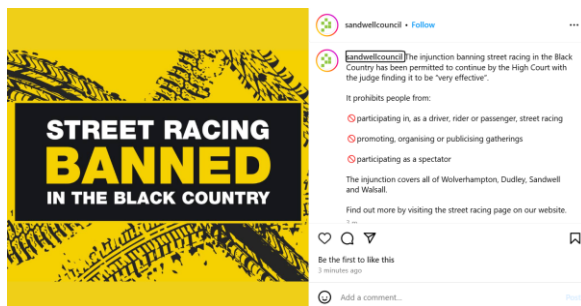 STREET RACING
BANNED
IN THE BLACK COUNTRY
sandwellcouncil • Follow
sandwellcouncil The injunction banning street racing in the Black
Country has been permitted to continue by the High Court with
the judge finding it to be "very effective".
It prohibits people from:
🚫participating in, as a driver, rider or passenger, street racing
🚫promoting, organising or publicising gatherings
🚫participating as a spectator
The injunction covers all of Wolverhampton, Dudley, Sandwell
and Walsall.
Find out more by visiting the street racing page on our website.
Be the first to like this
3 minutes ago
Add a comment...
Post